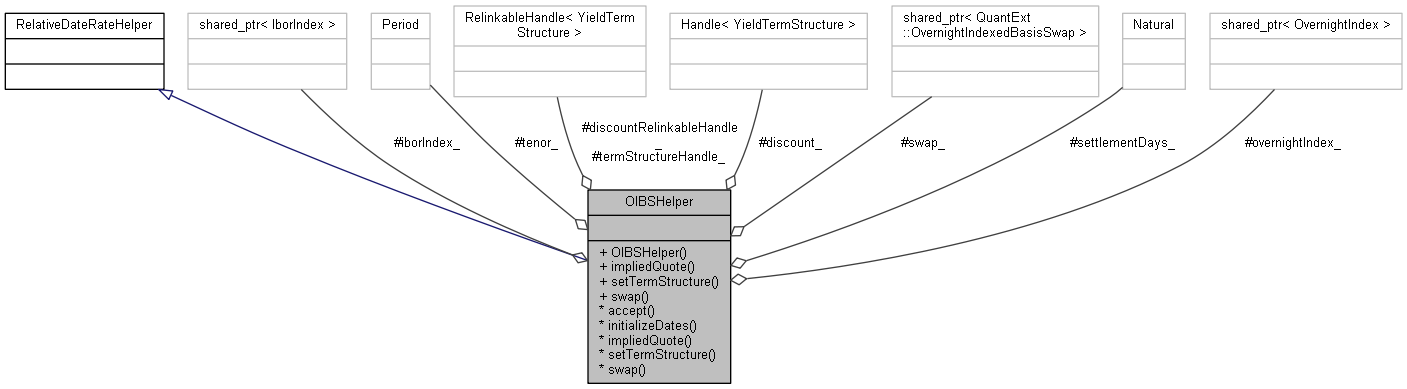 RelativeDateRateHelper
shared_ptr< IborIndex >
Period
RelinkableHandle< YieldTerm
Structure >
Handle< YieldTermStructure >
shared_ptr< QuantExt
::OvernightIndexedBasisSwap >
Natural
shared_ptr< OvernightIndex >
#iborIndex_
#tenor_
#discountRelinkableHandle
_
#termStructureHandle_
#discount_
#swap_
#settlementDays_
#overnightIndex_
OIBSHelper
+ OIBSHelper()
+ impliedQuote()
+ setTermStructure()
+ swap()
* accept()
* initializeDates()
* impliedQuote()
* setTermStructure()
* swap()